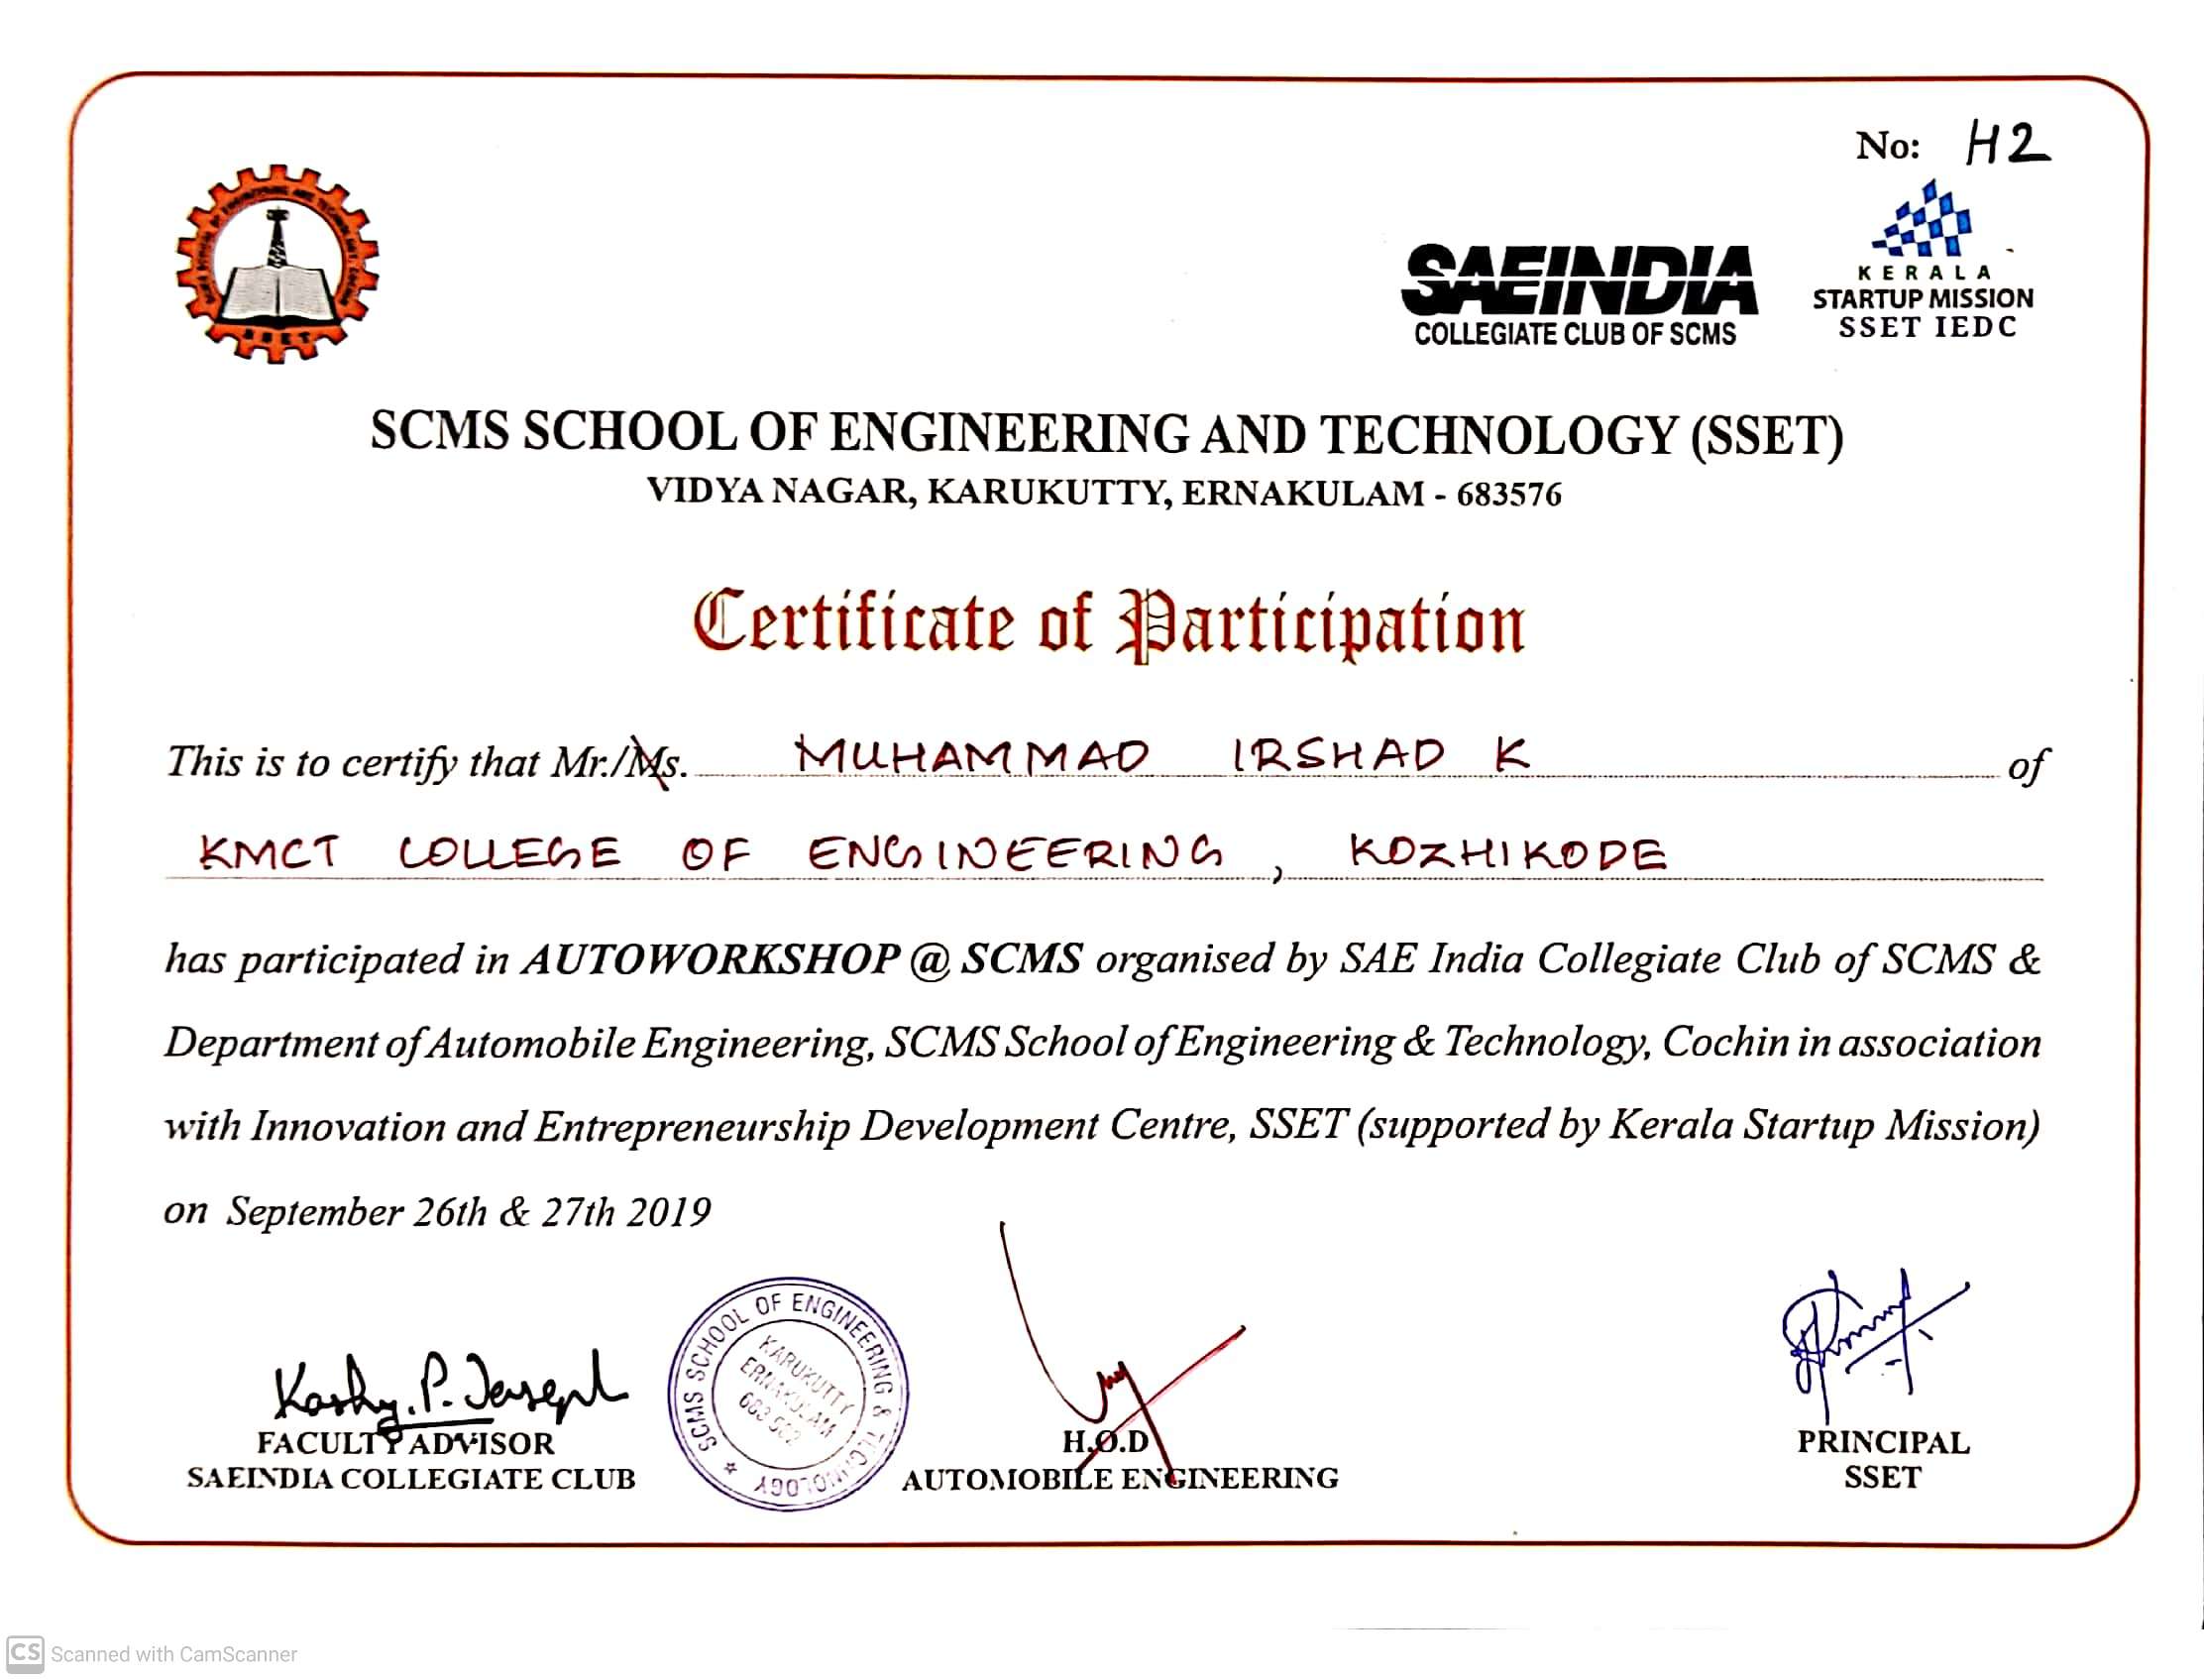 No: H2
KERALA
STARTUP MISSION
SSET IEDC
SAEINDIA
COLLEGIATE CLUB OF SCMS
SSET
SCMS SCHOOL OF ENGINEERING AND TECHNOLOGY (SSET)
VIDYA NAGAR, KARUKUTTY, ERNAKULAM - 683576
Certificate of Participation
This is to certify that Mr./Ms. MUHAMMAD IRSHAD K of
KMCT COLLEGE OF ENGINEERING, KOZHIKODE
has participated in AUTOWORKSHOP @ SCMS organised by SAE India Collegiate Club of SCMS &
Department of Automobile Engineering, SCMS School of Engineering & Technology, Cochin in association
with Innovation and Entrepreneurship Development Centre, SSET (supported by Kerala Startup Mission)
on September 26th & 27th 2019
Koshy. P. Joseph
FACULTY ADVISOR
SAEINDIA COLLEGIATE CLUB
SCMS SCHOOL OF ENGINEERING & TECHNOLOGY
KARUKUTTY
ERNAKULAM
H.O.D
AUTOMOBILE ENGINEERING
PRINCIPAL
SSET
CS Scanned with CamScanner